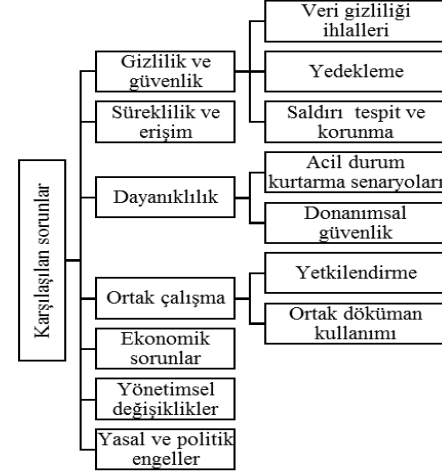 Karşılaşılan sorunlar
Gizlilik ve
güvenlik
Veri gizliliği
ihlalleri
Yedekleme
Saldırı tespit ve
korunma
Süreklilik ve
erişim
Dayanıklılık
Acil durum
kurtarma senaryoları
Donanımsal
güvenlik
Ortak çalışma
Yetkilendirme
Ortak döküman
kullanımı
Ekonomik
sorunlar
Yönetimsel
değişiklikler
Yasal ve politik
engeller